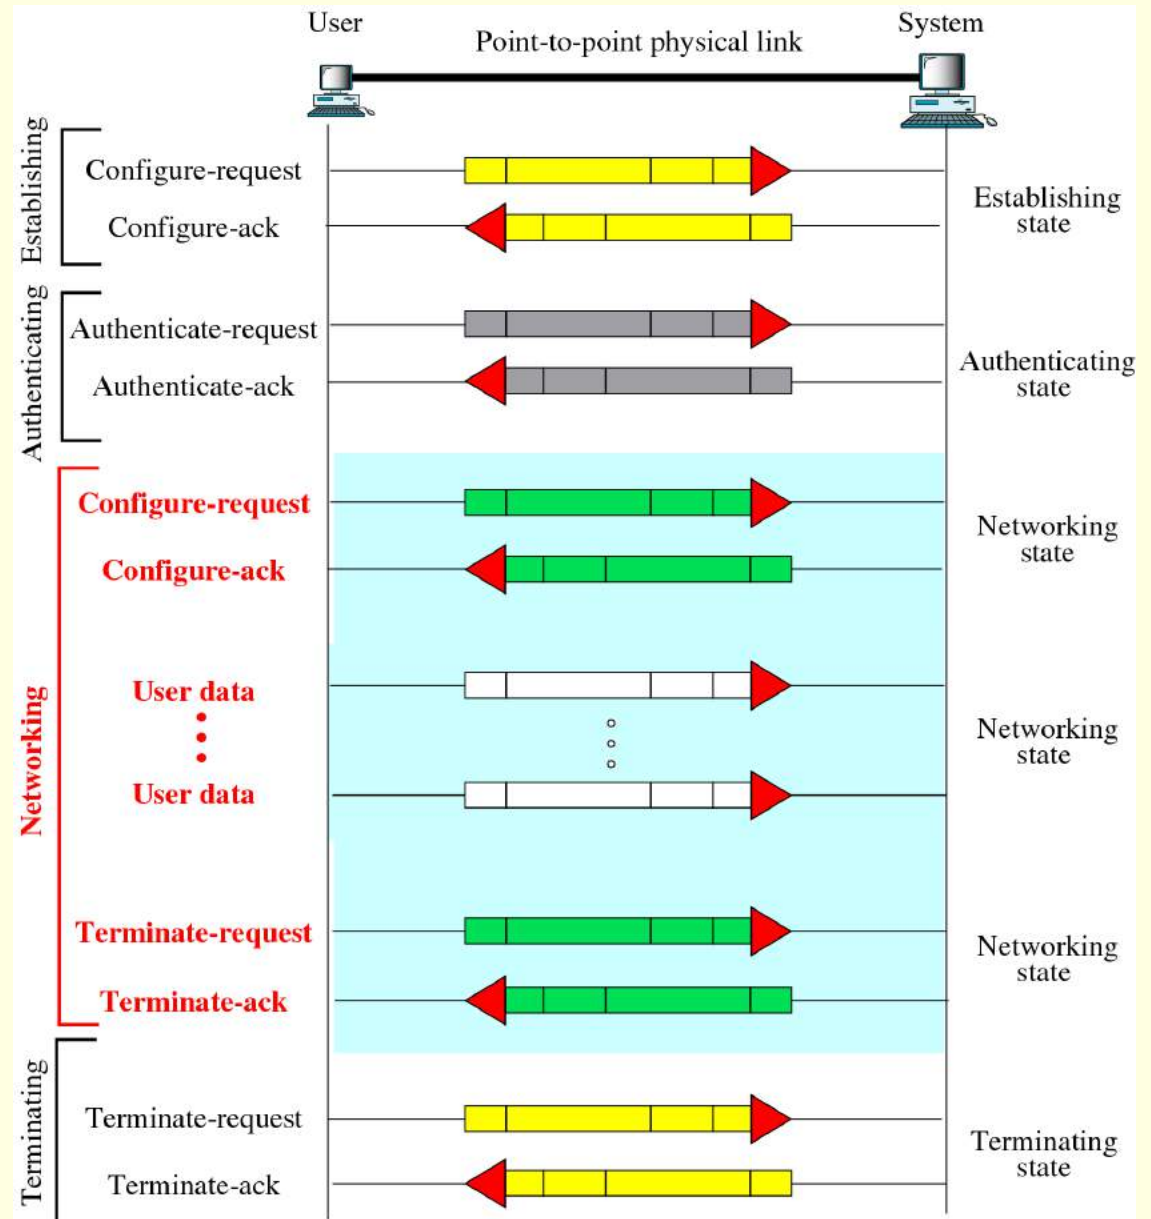 User
System
Point-to-point physical link
Establishing
Configure-request
Configure-ack
Establishing
state
Authenticating
Authenticate-request
Authenticate-ack
Authenticating
state
Networking
Configure-request
Configure-ack
Networking
state
User data
User data
Networking
state
Terminate-request
Terminate-ack
Networking
state
Terminating
Terminate-request
Terminate-ack
Terminating
state